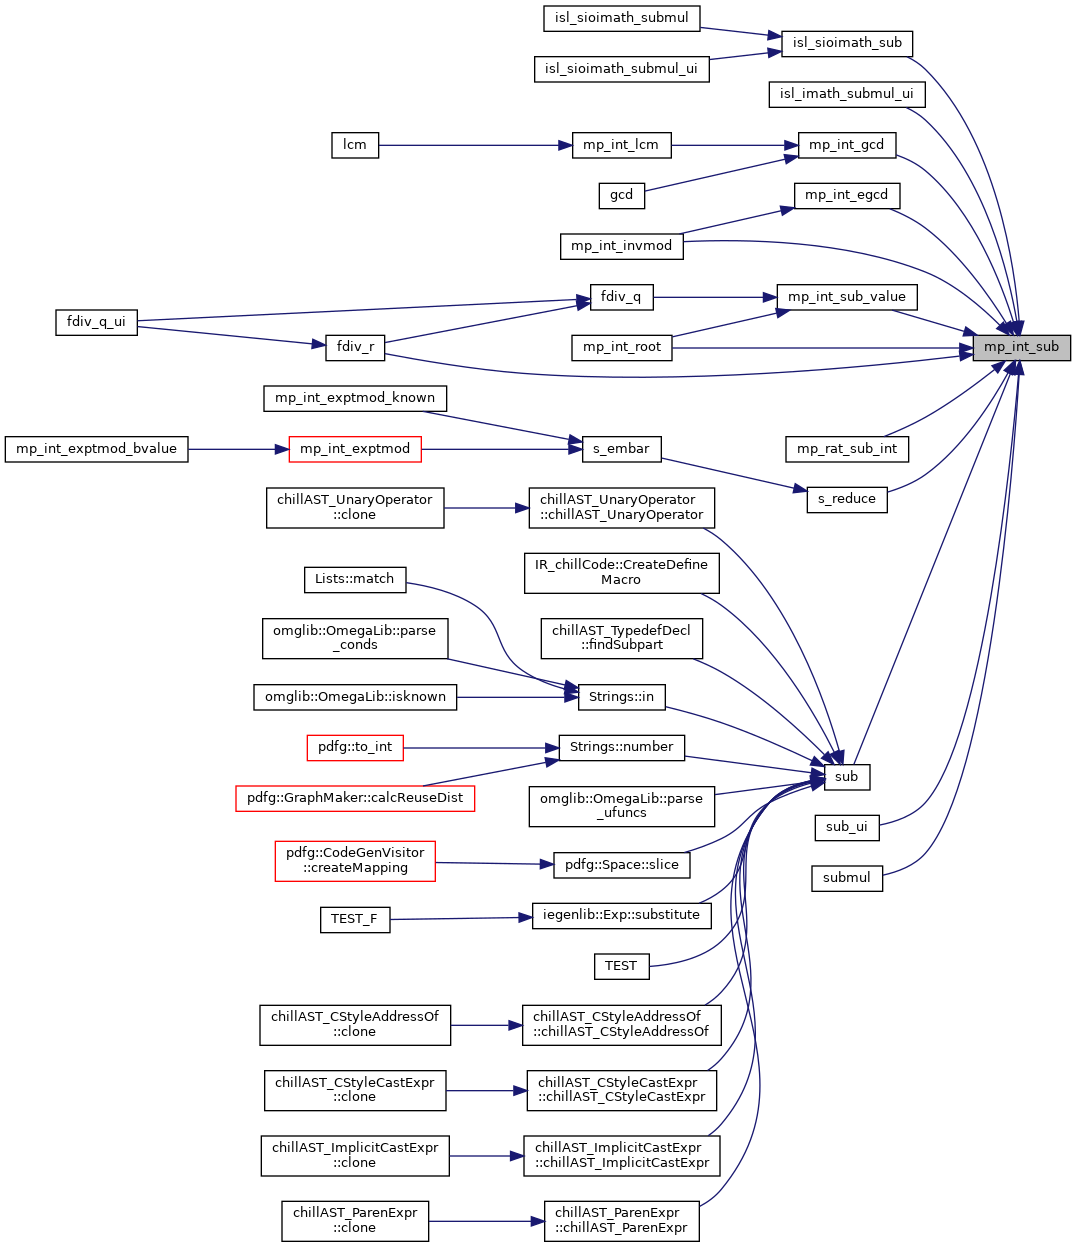 isl_sioimath_submul
isl_sioimath_sub
isl_sioimath_submul_ui
isl_imath_submul_ui
lcm
mp_int_lcm
mp_int_gcd
gcd
mp_int_egcd
mp_int_invmod
fdiv_q_ui
fdiv_q
mp_int_sub_value
fdiv_r
mp_int_root
mp_int_sub
mp_int_exptmod_known
mp_int_exptmod_bvalue
mp_int_exptmod
s_embar
mp_rat_sub_int
s_reduce
chillAST_UnaryOperator
::clone
chillAST_UnaryOperator
::chillAST_UnaryOperator
IR_chillCode::CreateDefine
Macro
Lists::match
chillAST_TypedefDecl
::findSubpart
omglib::OmegaLib::parse
_conds
omglib::OmegaLib::isknown
Strings::in
pdfg::to_int
Strings::number
sub
pdfg::GraphMaker::calcReuseDist
omglib::OmegaLib::parse
_ufuncs
sub_ui
pdfg::CodeGenVisitor
::createMapping
pdfg::Space::slice
submul
TEST_F
iegenlib::Exp::substitute
TEST
chillAST_CStyleAddressOf
::clone
chillAST_CStyleAddressOf
::chillAST_CStyleAddressOf
chillAST_CStyleCastExpr
::clone
chillAST_CStyleCastExpr
::chillAST_CStyleCastExpr
chillAST_ImplicitCastExpr
::clone
chillAST_ImplicitCastExpr
::chillAST_ImplicitCastExpr
chillAST_ParenExpr
::clone
chillAST_ParenExpr
::chillAST_ParenExpr